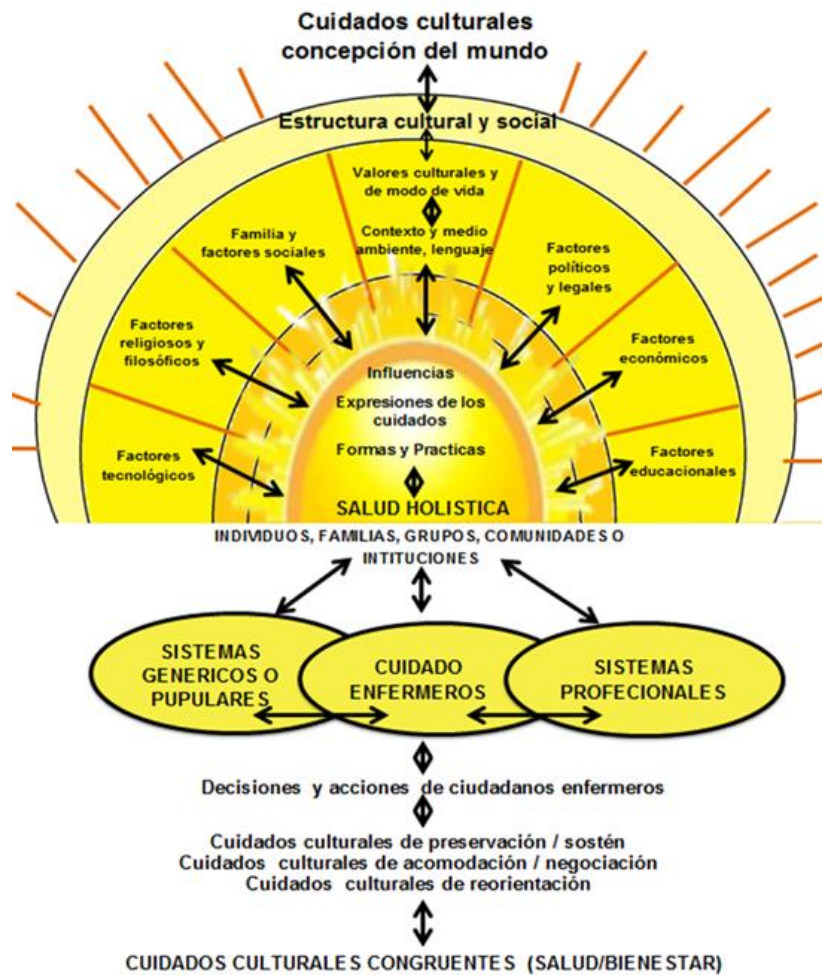 Cuidados culturales
concepción del mundo
Estructura cultural y social
Valores culturales y
de modo de vida
Familia y
factores sociales
Contexto y medio
ambiente, lenguaje
Factores
políticos
y legales
Factores
religiosos y
filosóficos
Factores
económicos
Factores
tecnológicos
Factores
educacionales
Influencias
Expresiones de los
cuidados
Formas y Practicas
SALUD HOLISTICA
INDIVIDUOS, FAMILIAS, GRUPOS, COMUNIDADES O
INTITUCIONES
SISTEMAS
GENERICOS O
PUPULARES
CUIDADO
ENFERMEROS
SISTEMAS
PROFECIONALES
Decisiones y acciones de ciudadanos enfermeros
Cuidados culturales de preservación / sostén
Cuidados culturales de acomodación / negociación
Cuidados culturales de reorientación
CUIDADOS CULTURALES CONGRUENTES (SALUD/BIENESTAR)